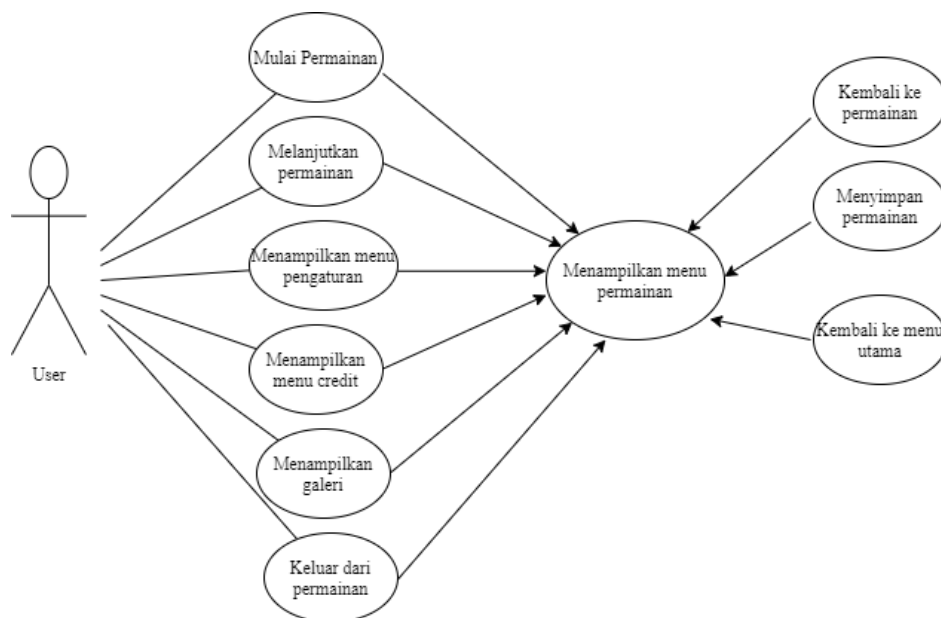 Mulai Permainan
Melanjutkan
permainan
Menampilkan menu
pengaturan
Menampilkan
menu credit
Menampilkan
galeri
Keluar dari
permainan
User
Menampilkan menu
permainan
Kembali ke
permainan
Menyimpan
permainan
Kembali ke menu
utama